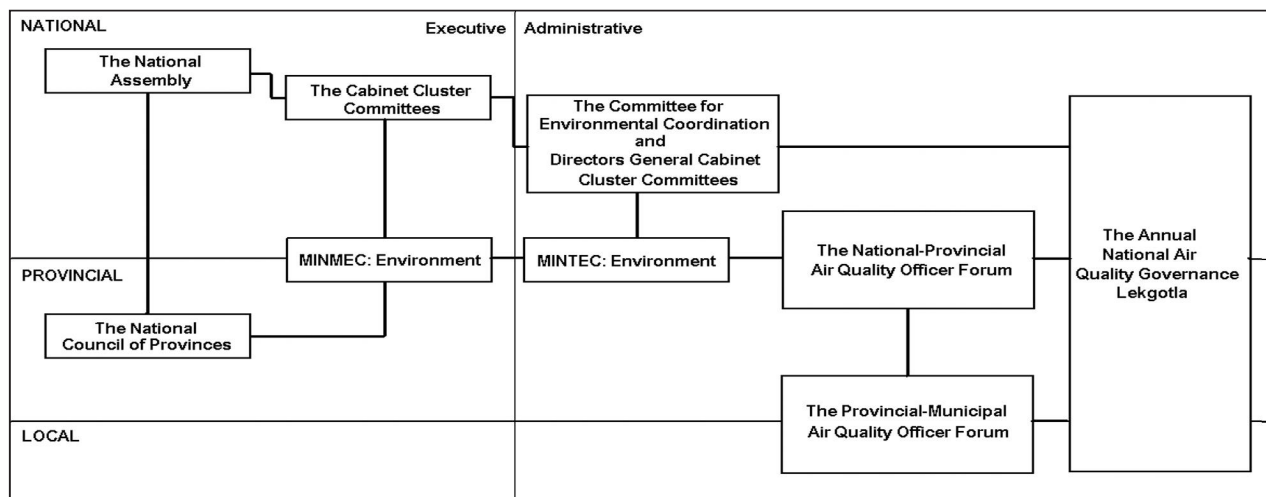 NATIONAL
Executive
Administrative
The National
Assembly
The Cabinet Cluster
Committees
The Committee for
Environmental Coordination
and
Directors General Cabinet
Cluster Committees
MINMEC: Environment
MINTEC: Environment
The National-Provincial
Air Quality Officer Forum
The Annual
National Air
Quality Governance
Lekgotla
PROVINCIAL
The National
Council of Provinces
The Provincial-Municipal
Air Quality Officer Forum
LOCAL